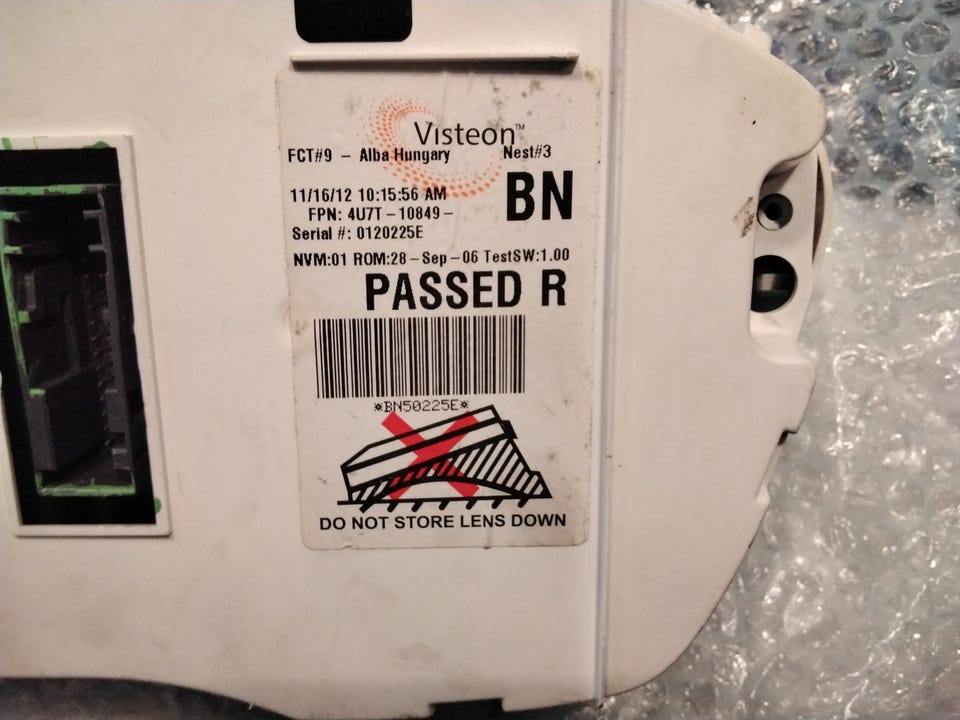 Visteon™
FCT#9 - Alba Hungary Nest#3
11/16/12 10:15:56 AM
BN
FPN: 4U7T-10849-
Serial #: 0120225E
NVM:01 ROM:28-Sep-06 TestSW:1.00
PASSED R
*BN50225E*
DO NOT STORE LENS DOWN